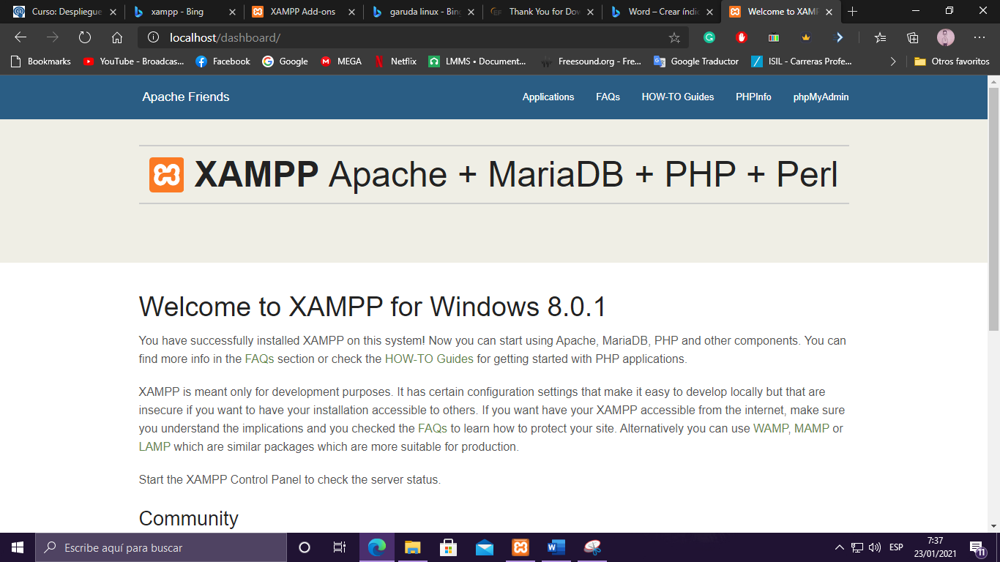 Curso: Despliegue
xampp - Bing
XAMPP Add-ons
garuda linux - Bing
Thank You for Dow
Word – Crear índic
Welcome to XAMP
localhost/dashboard/
Bookmarks
YouTube - Broadcas...
Facebook
Google
MEGA
Netflix
LMMS • Document...
Freesound.org - Fre...
Google Traductor
ISIL - Carreras Profe...
Otros favoritos
Apache Friends
Applications
FAQs
HOW-TO Guides
PHPInfo
phpMyAdmin
XAMPP Apache + MariaDB + PHP + Perl
Welcome to XAMPP for Windows 8.0.1
You have successfully installed XAMPP on this system! Now you can start using Apache, MariaDB, PHP and other components. You can
find more info in the FAQs section or check the HOW-TO Guides for getting started with PHP applications.
XAMPP is meant only for development purposes. It has certain configuration settings that make it easy to develop locally but that are
insecure if you want to have your installation accessible to others. If you want have your XAMPP accessible from the internet, make sure
you understand the implications and you checked the FAQs to learn how to protect your site. Alternatively you can use WAMP, MAMP or
LAMP which are similar packages which are more suitable for production.
Start the XAMPP Control Panel to check the server status.
Community
Escribe aquí para buscar
ESP
7:37
23/01/2021
11